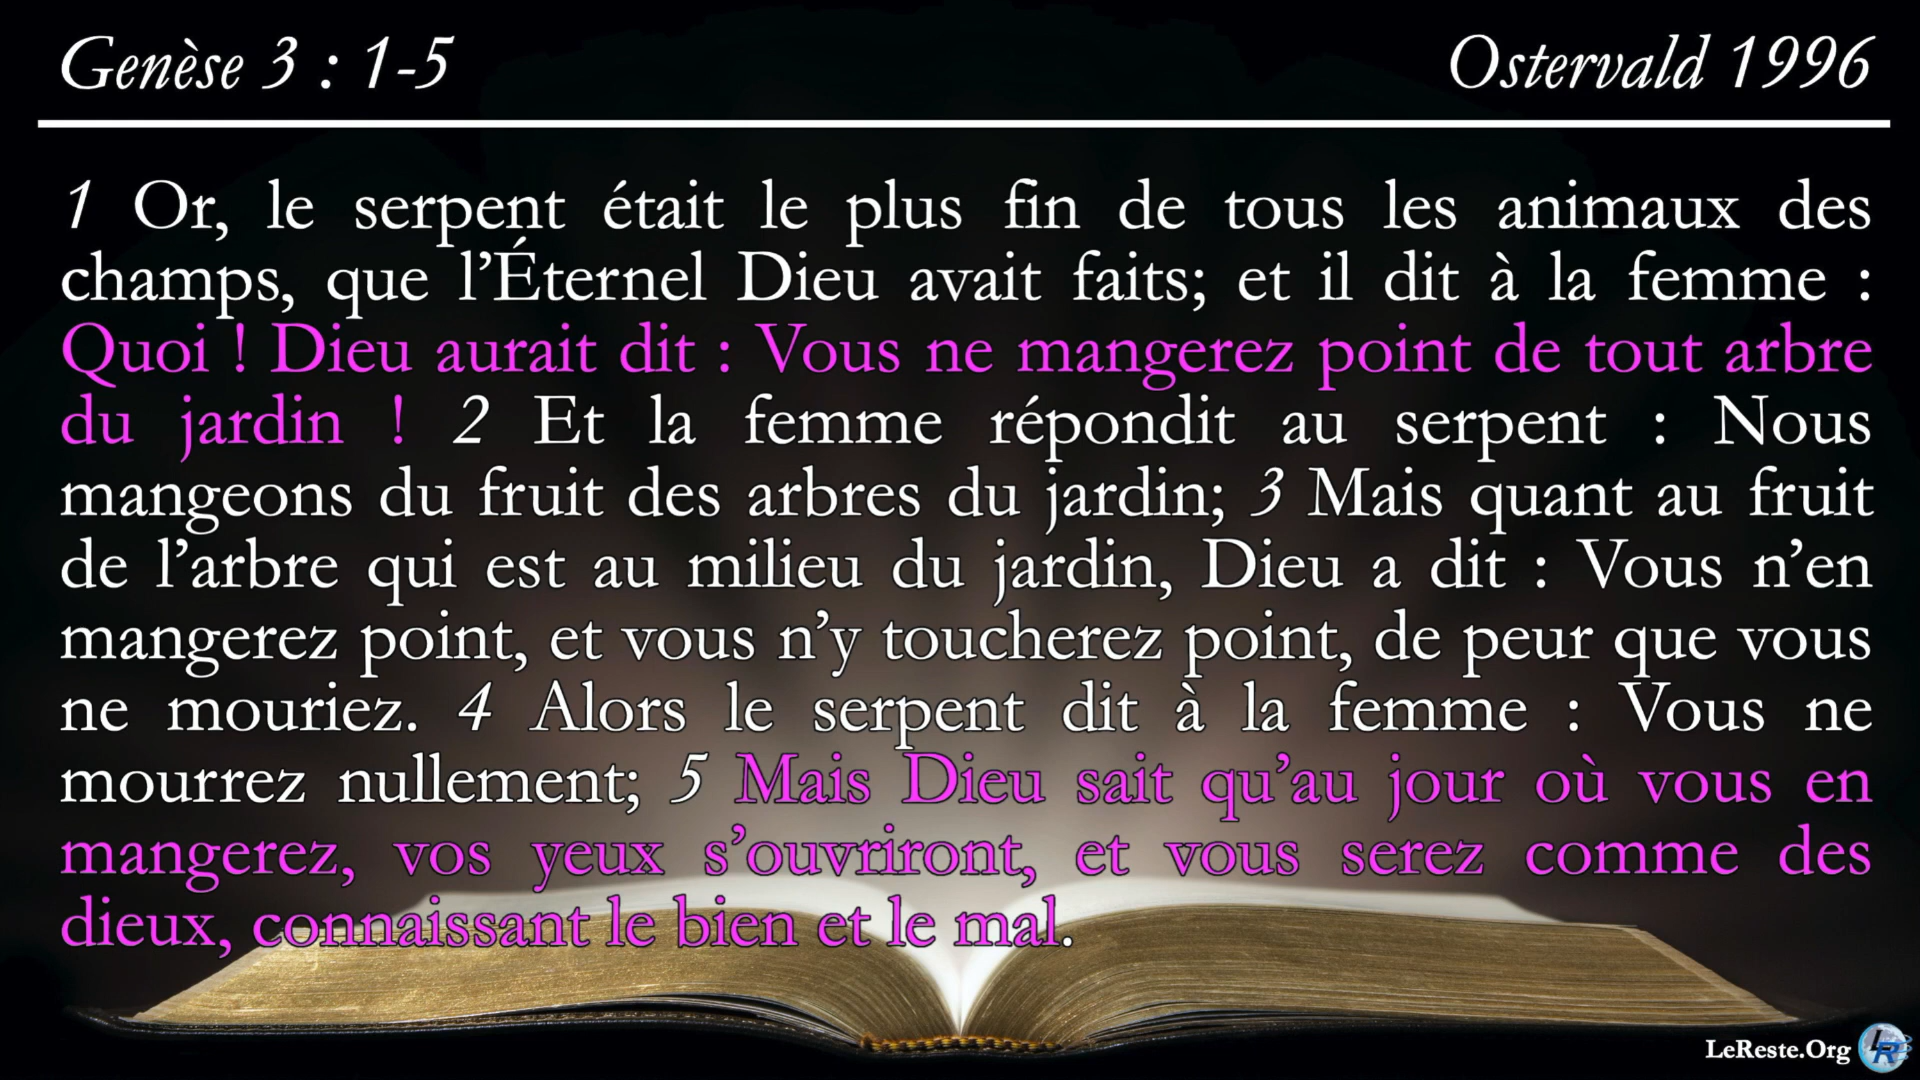 Genèse 3 : 1-5
Ostervald 1996
1 Or, le serpent était le plus fin de tous les animaux des
champs, que l’Éternel Dieu avait faits; et il dit à la femme :
Quoi ! Dieu aurait dit : Vous ne mangerez point de tout arbre
du jardin ! 2 Et la femme répondit au serpent : Nous
mangeons du fruit des arbres du jardin; 3 Mais quant au fruit
de l’arbre qui est au milieu du jardin, Dieu a dit : Vous n’en
mangerez point, et vous n’y toucherez point, de peur que vous
ne mouriez. 4 Alors le serpent dit à la femme : Vous ne
mourrez nullement; 5 Mais Dieu sait qu’au jour où vous en
mangerez, vos yeux s’ouvriront, et vous serez comme des
dieux, connaissant le bien et le mal.
LeReste.Org
LR